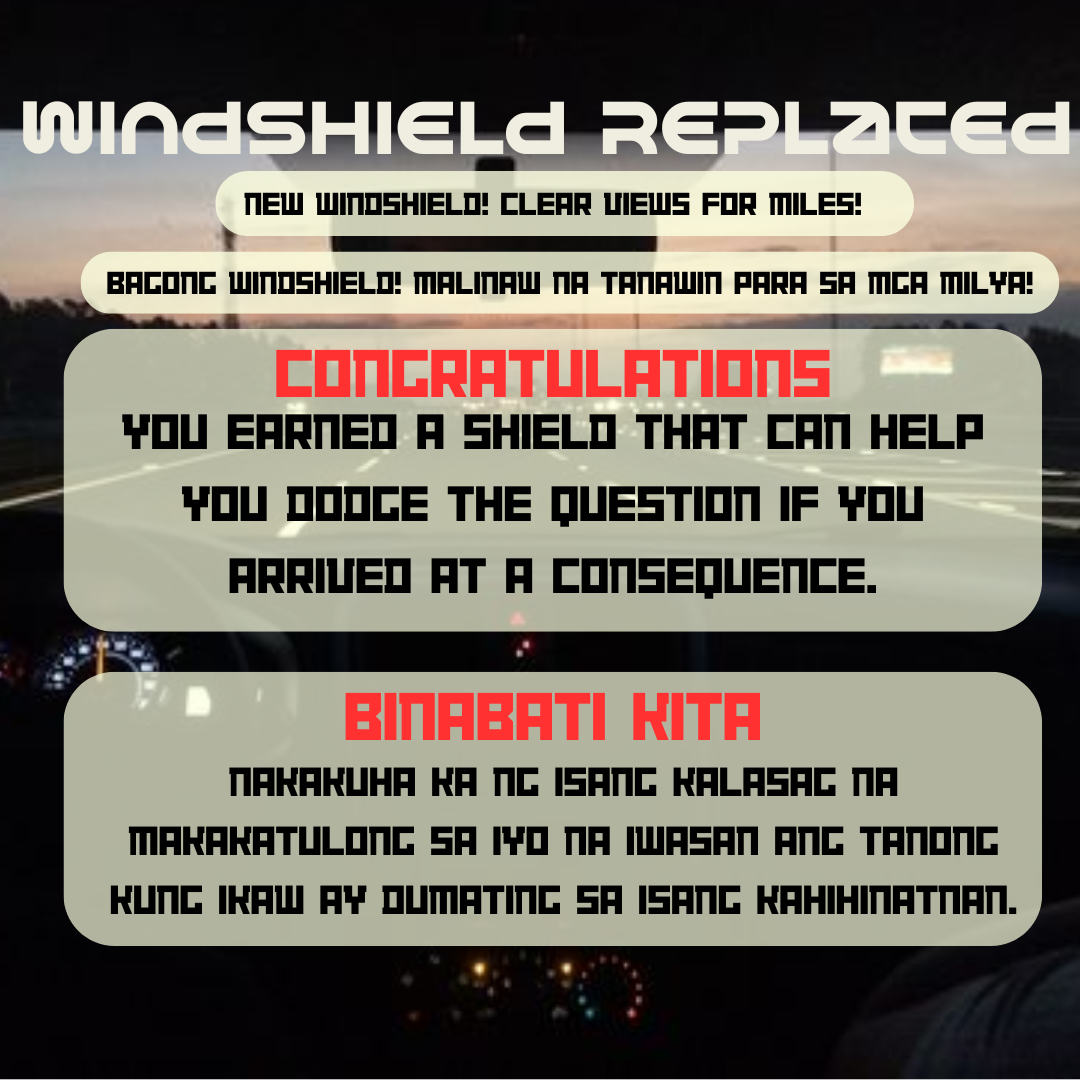 WINDSHIELD REPLACED
NEW WINDSHIELD! CLEAR VIEWS FOR MILES!
BAGONG WINDSHIELD! MALINAW NA TANAWIN PARA SA MGA MILYA!
CONGRATULATIONS
YOU EARNED A SHIELD THAT CAN HELP
YOU DODGE THE QUESTION IF YOU
ARRIVED AT A CONSEQUENCE.
BINABATI KITA
NAKAKUHA KA NG ISANG KALASAG NA
MAKAKATULONG SA IYO NA IWASAN ANG TANONG
KUNG IKAW AY DUMATING SA ISANG KAHIHINATNAN.